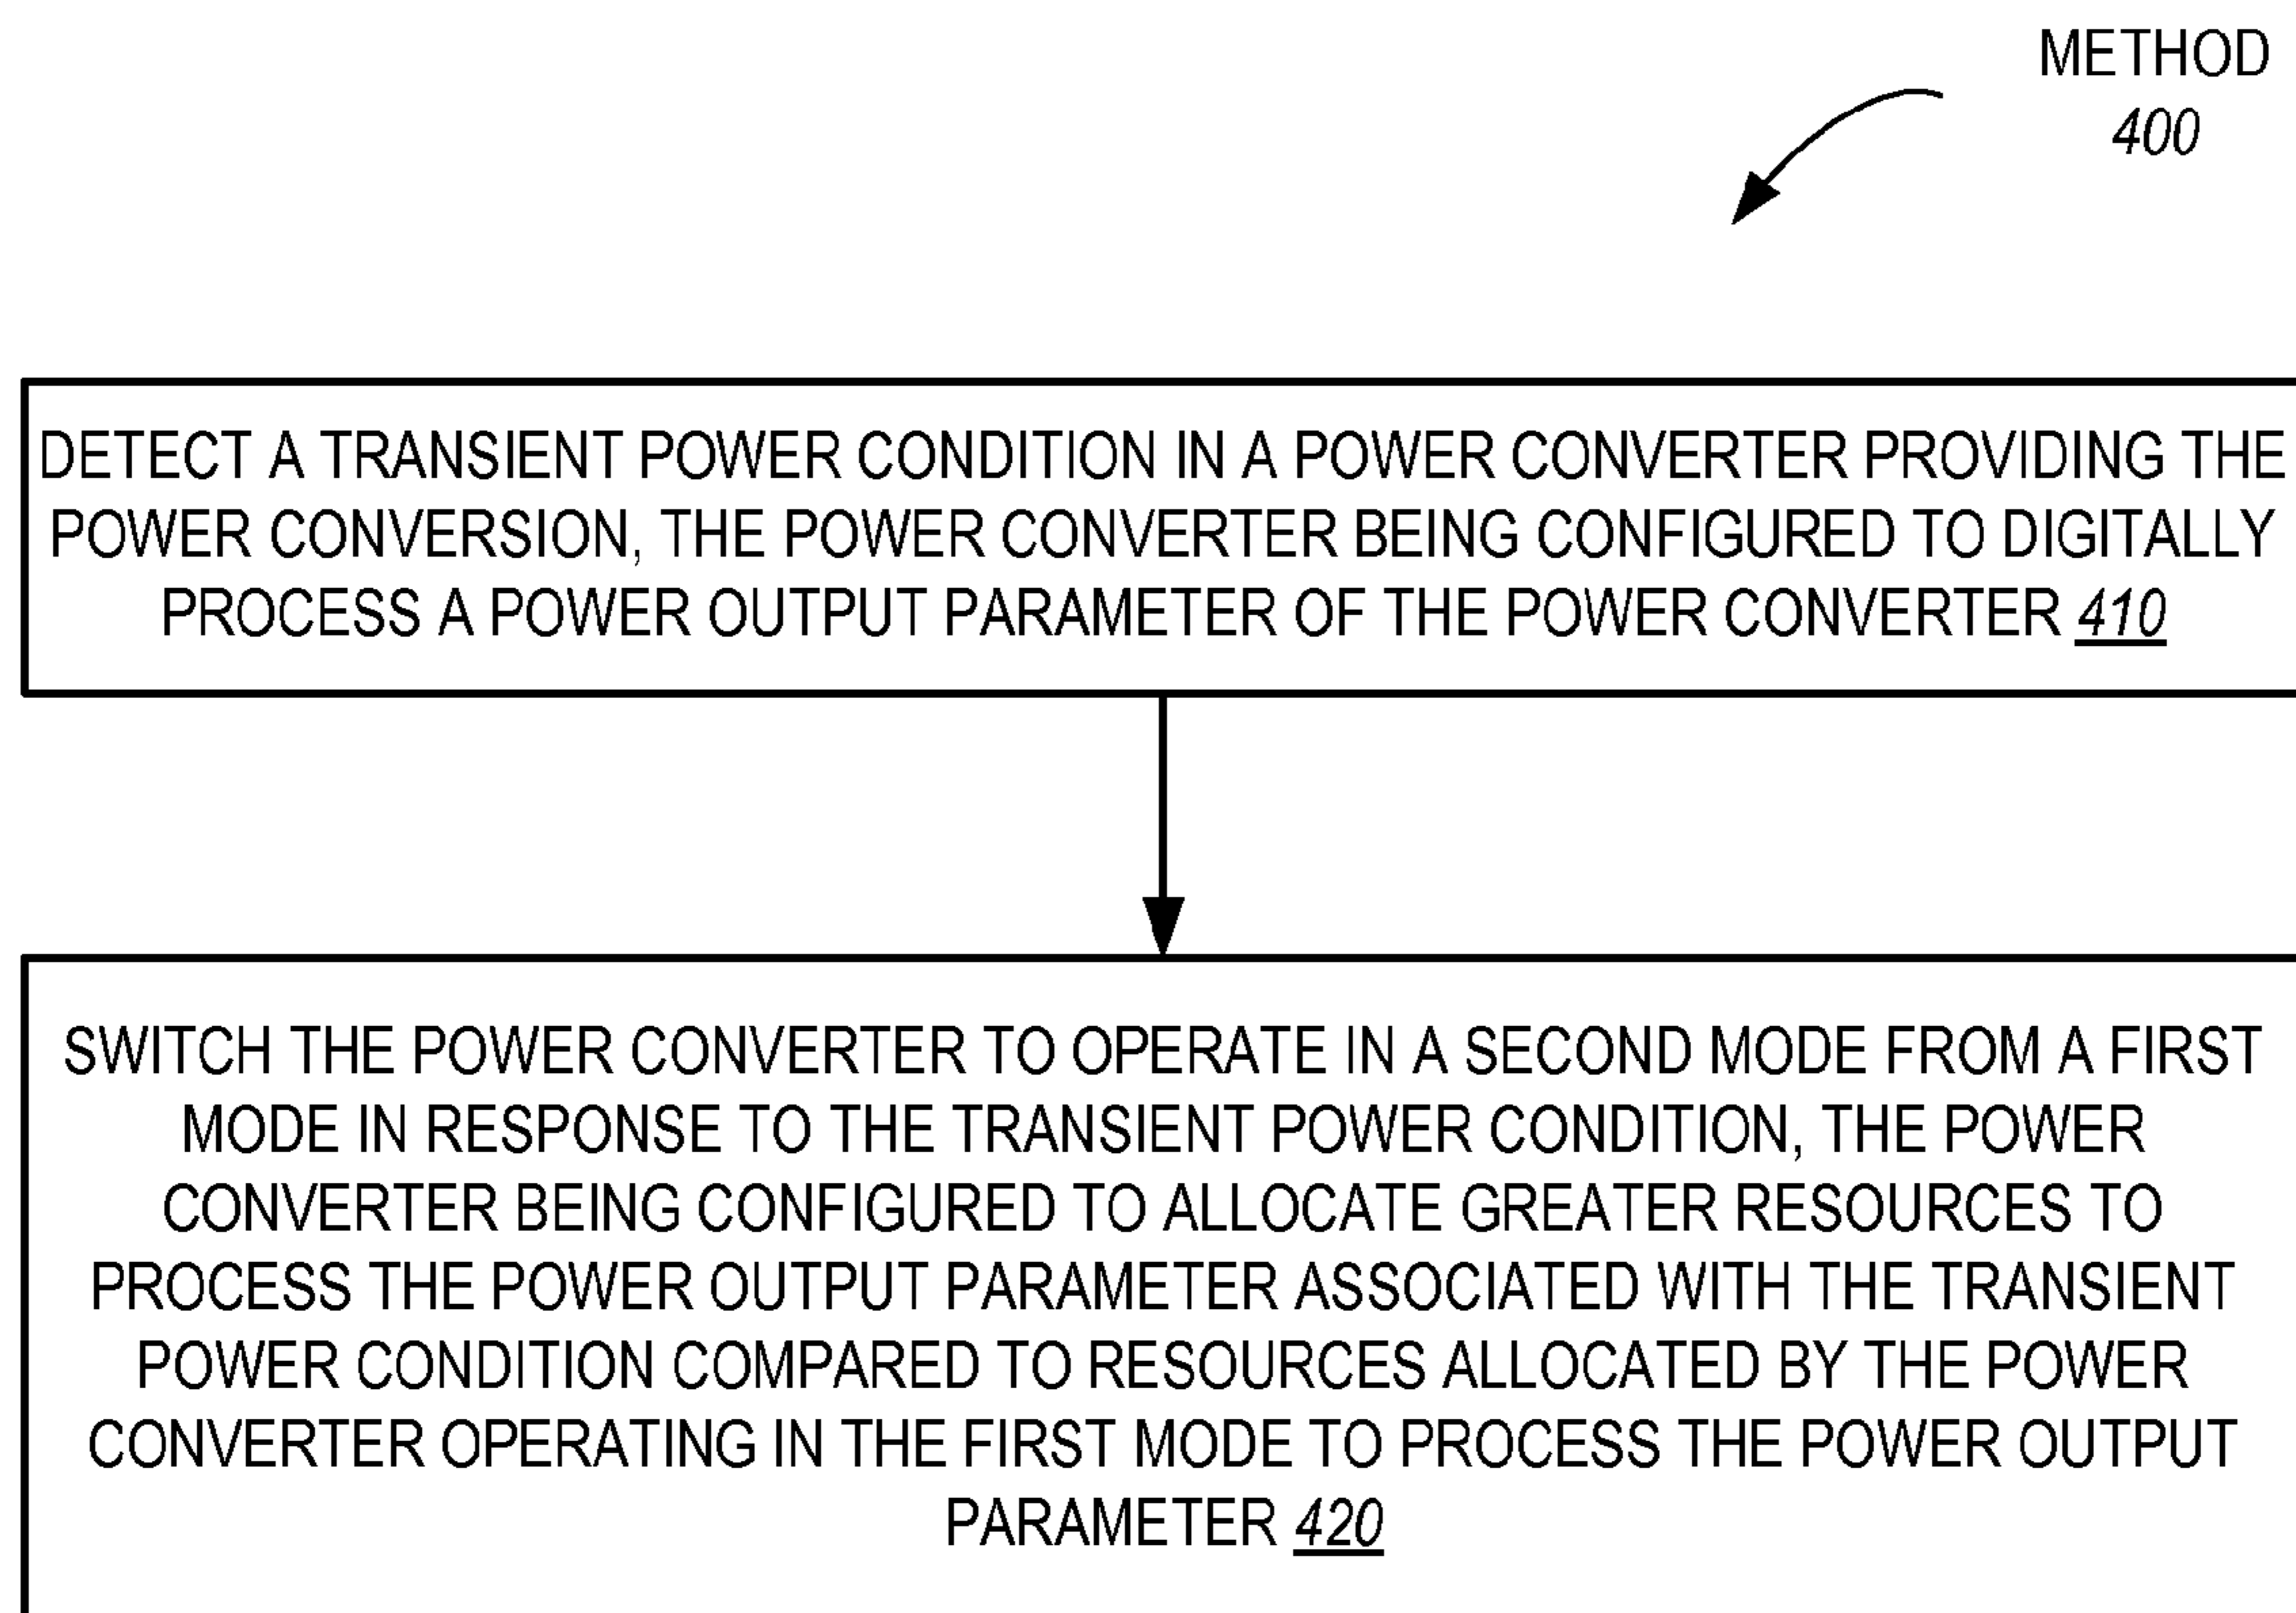 METHOD
400
DETECT A TRANSIENT POWER CONDITION IN A POWER CONVERTER PROVIDING THE
POWER CONVERSION, THE POWER CONVERTER BEING CONFIGURED TO DIGITALLY
PROCESS A POWER OUTPUT PARAMETER OF THE POWER CONVERTER 410
SWITCH THE POWER CONVERTER TO OPERATE IN A SECOND MODE FROM A FIRST
MODE IN RESPONSE TO THE TRANSIENT POWER CONDITION, THE POWER
CONVERTER BEING CONFIGURED TO ALLOCATE GREATER RESOURCES TO
PROCESS THE POWER OUTPUT PARAMETER ASSOCIATED WITH THE TRANSIENT
POWER CONDITION COMPARED TO RESOURCES ALLOCATED BY THE POWER
CONVERTER OPERATING IN THE FIRST MODE TO PROCESS THE POWER OUTPUT
PARAMETER 420